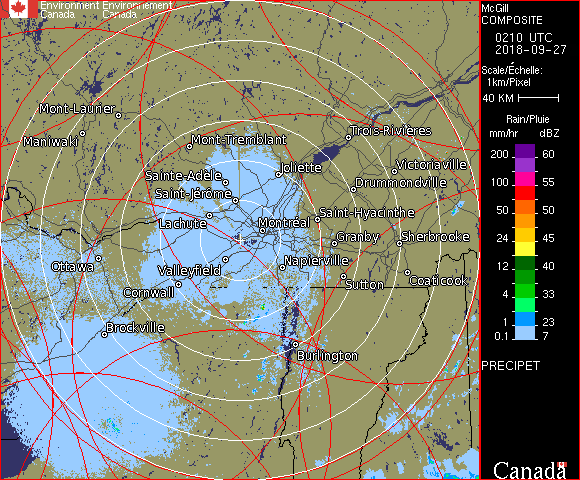 Environment Environnement
Canada Canada
McGill
COMPOSITE
0210 UTC
2018-09-27
Scale/Échelle:
1km/Pixel
40 KM
Rain/Pluie
mm/hr dBZ
200 60
100 55
50 50
24 45
12 40
4 33
1 23
0.1 7
PRECIPET
Canada
Mont-Laurier
Maniwaki
Mont-Tremblant
Trois-Rivières
Joliette
Victoriaville
Sainte-Adèle
Drummondville
Saint-Jérôme
Saint-Hyacinthe
Lachute
Montréal
Granby
Sherbrooke
Ottawa
Valleyfield
Napierville
Cornwall
Sutton
Coaticook
Brockville
Burlington